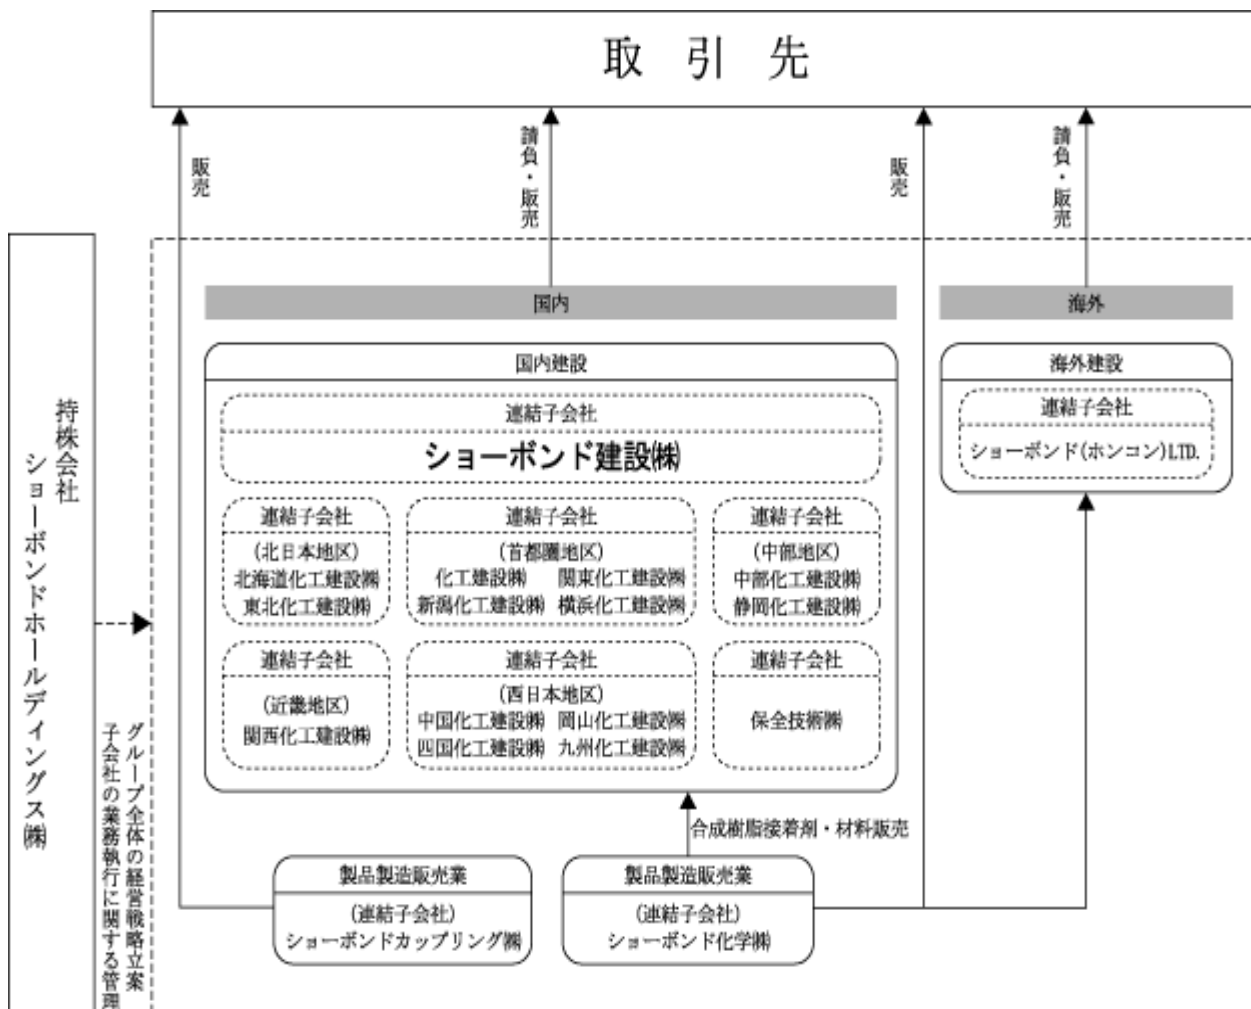 取引先
販売
請負・販売
販売
請負・販売
持株会社
ショーボンドホールディングス㈱
グループ全体の経営戦略立案
子会社の業務執行に関する管理
国内
海外
国内建設
連結子会社
ショーボンド建設㈱
連結子会社
(北日本地区)
北海道化工建設㈱
東北化工建設㈱
連結子会社
(首都圏地区)
化工建設㈱ 関東化工建設㈱
新潟化工建設㈱ 横浜化工建設㈱
連結子会社
(中部地区)
中部化工建設㈱
静岡化工建設㈱
連結子会社
(近畿地区)
関西化工建設㈱
連結子会社
(西日本地区)
中国化工建設㈱ 岡山化工建設㈱
四国化工建設㈱ 九州化工建設㈱
連結子会社
保全技術㈱
海外建設
連結子会社
ショーボンド(ホンコン)LTD.
合成樹脂接着剤・材料販売
製品製造販売業
(連結子会社)
ショーボンドカップリング㈱
製品製造販売業
(連結子会社)
ショーボンド化学㈱